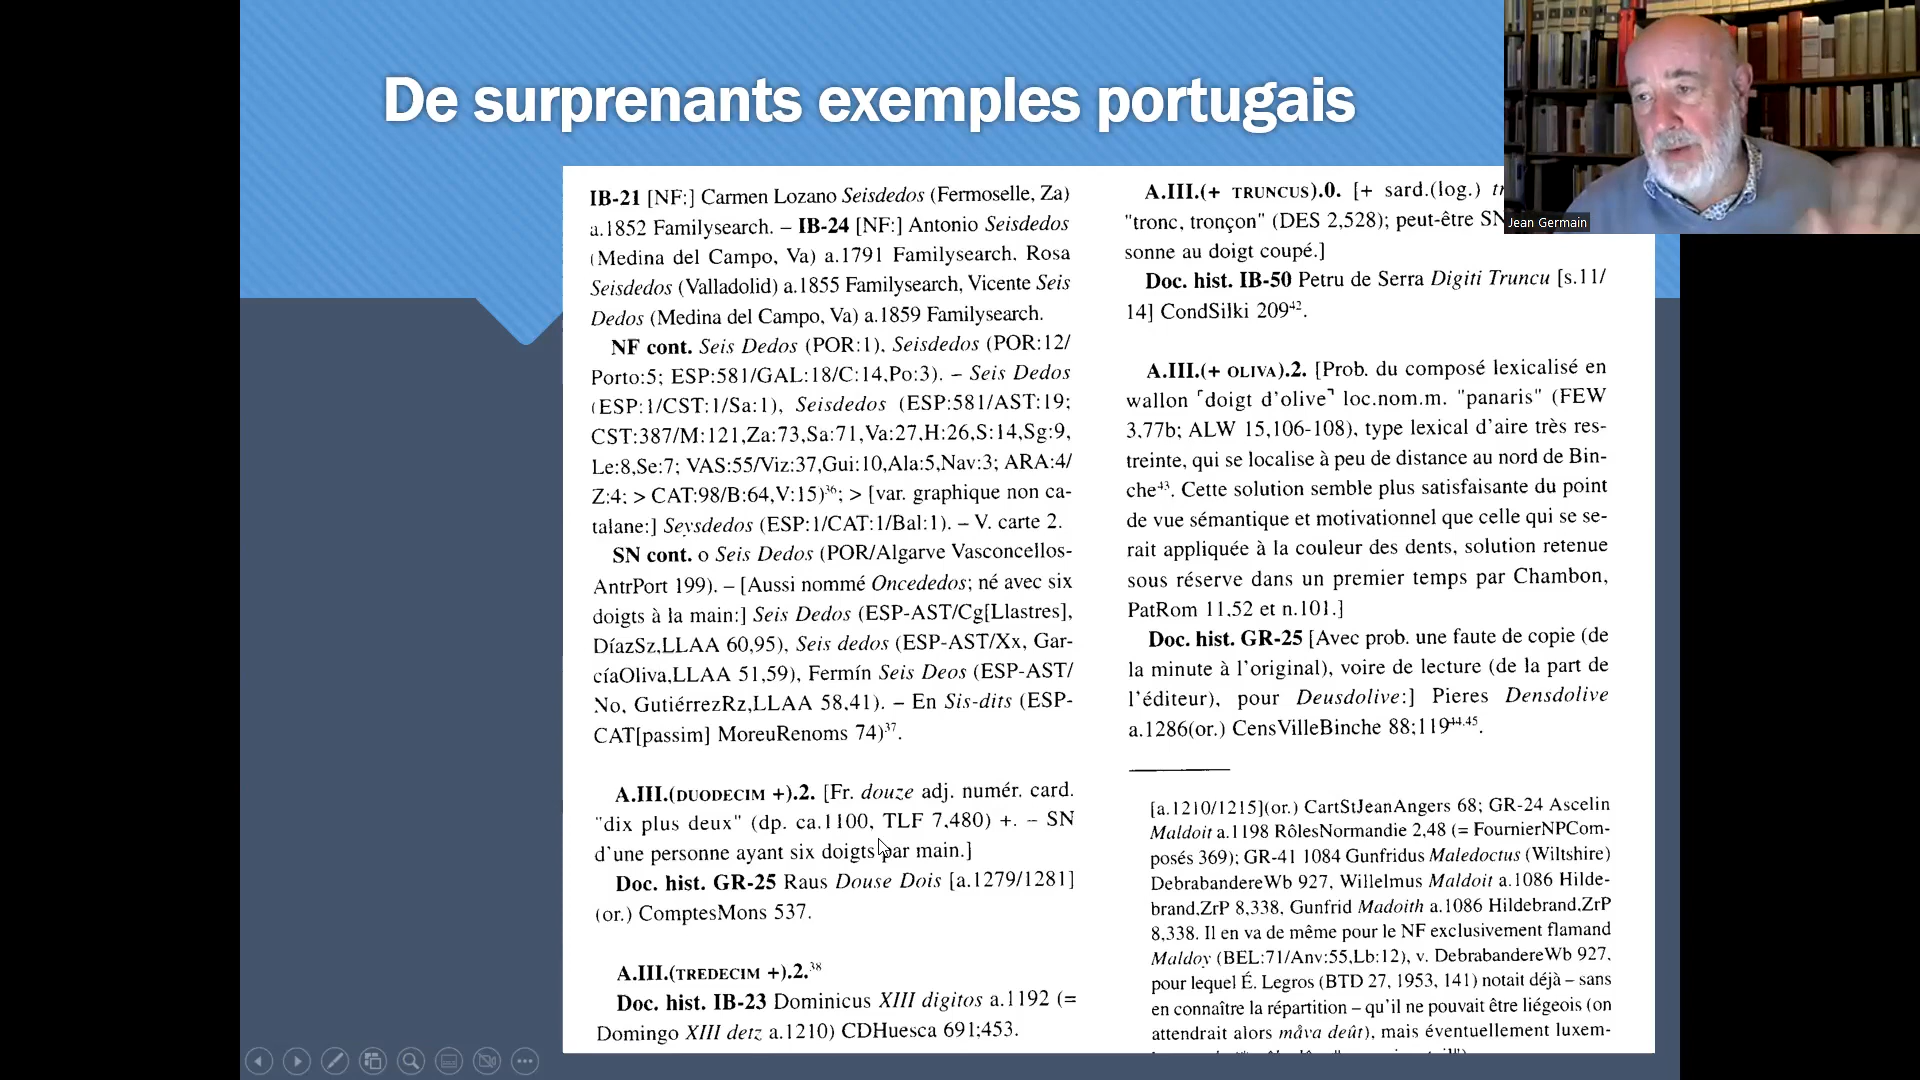 De surprenants exemples portugais
Jean Germain
IB-21 [NF:] Carmen Lozano Seisdedos (Fermoselle, Za)
a.1852 Familysearch. – IB-24 [NF:] Antonio Seisdedos
(Medina del Campo, Va) a.1791 Familysearch. Rosa
Seisdedos (Valladolid) a.1855 Familysearch, Vicente Seis
Dedos (Medina del Campo, Va) a.1859 Familysearch.
NF cont. Seis Dedos (POR:1), Seisdedos (POR:12/
Porto:5; ESP:581/GAL:18/C:14,Po:3). – Seis Dedos
(ESP:1/CST:1/Sa:1), Seisdedos (ESP:581/AST:19;
CST:387/M:121,Za:73,Sa:71,Va:27,H:26,S:14,Sg:9,
Le:8,Se:7; VAS:55/Viz:37,Gui:10,Ala:5,Nav:3; ARA:4/
Z:4; > CAT:98/B:64,V:15)³⁶; > [var. graphique non ca-
talane:] Seysdedos (ESP:1/CAT:1/Bal:1). – V. carte 2.
SN cont. o Seis Dedos (POR/Algarve Vasconcellos-
AntrPort 199). – [Aussi nommé Oncededos; né avec six
doigts à la main:] Seis Dedos (ESP-AST/Cg[Llastres],
DíazSz,LLAA 60,95), Seis dedos (ESP-AST/Xx, Gar-
cíaOliva,LLAA 51,59), Fermín Seis Deos (ESP-AST/
No, GutiérrezRz,LLAA 58,41). – En Sis-dits (ESP-
CAT[passim] MoreuRenoms 74)³⁷.
A.III.(DUODECIM +).2. [Fr. douze adj. numér. card.
"dix plus deux" (dp. ca.1100, TLF 7,480) +. – SN
d'une personne ayant six doigts par main.]
Doc. hist. GR-25 Raus Douse Dois [a.1279/1281]
(or.) ComptesMons 537.
A.III.(TREDECIM +).2.³⁸
Doc. hist. IB-23 Dominicus XIII digitos a.1192 (=
Domingo XIII detz a.1210) CDHuesca 691;453.
A.III.(+ TRUNCUS).0. [+ sard.(log.)
"tronc, tronçon" (DES 2,528); peut-être SN
sonne au doigt coupé.]
Doc. hist. IB-50 Petru de Serra Digiti Truncu [s.11/
14] CondSilki 209⁴².
A.III.(+ OLIVA).2. [Prob. du composé lexicalisé en
wallon ⌜doigt d'olive⌝ loc.nom.m. "panaris" (FEW
3,77b; ALW 15,106-108), type lexical d'aire très res-
treinte, qui se localise à peu de distance au nord de Bin-
che⁴³. Cette solution semble plus satisfaisante du point
de vue sémantique et motivationnel que celle qui se se-
rait appliquée à la couleur des dents, solution retenue
sous réserve dans un premier temps par Chambon,
PatRom 11,52 et n.101.]
Doc. hist. GR-25 [Avec prob. une faute de copie (de
la minute à l'original), voire de lecture (de la part de
l'éditeur), pour Deusdolive:] Pieres Densdolive
a.1286(or.) CensVilleBinche 88;119⁴⁴·⁴⁵.
[a.1210/1215](or.) CartStJeanAngers 68; GR-24 Ascelin
Maldoit a.1198 RôlesNormandie 2,48 (= FournierNPCom-
posés 369); GR-41 1084 Gunfridus Maledoctus (Wiltshire)
DebrabandereWb 927, Willelmus Maldoit a.1086 Hilde-
brand,ZrP 8,338, Gunfrid Madoith a.1086 Hildebrand,ZrP
8,338. Il en va de même pour le NF exclusivement flamand
Maldoy (BEL:71/Anv:55,Lb:12), v. DebrabandereWb 927,
pour lequel É. Legros (BTD 27, 1953, 141) notait déjà – sans
en connaître la répartition – qu'il ne pouvait être liégeois (on
attendrait alors måva deût), mais éventuellement luxem-